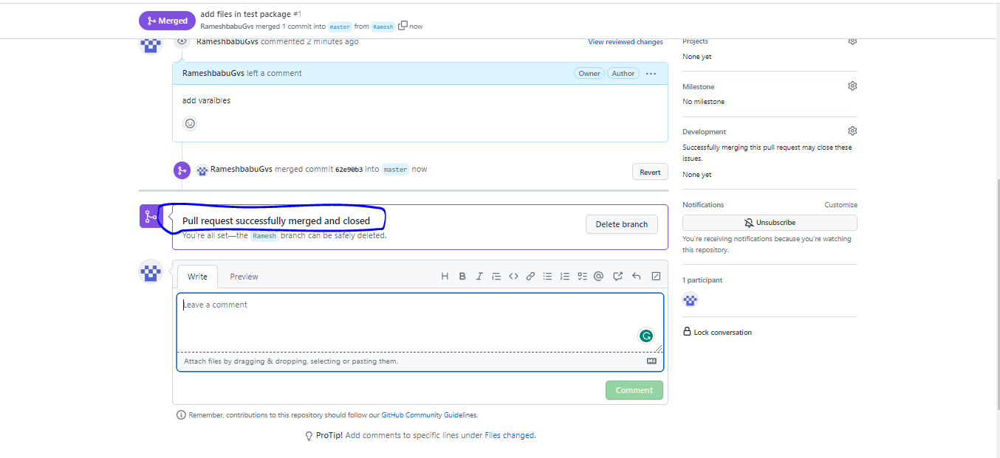 Merged
add files in test package #1
RameshbabuGvs merged 1 commit into master from Ramesh now
RameshbabuGvs commented 2 minutes ago
View reviewed changes
RameshbabuGvs left a comment
Owner
Author
add varaibles
RameshbabuGvs merged commit 62e90b3 into master now
Revert
Pull request successfully merged and closed
You're all set—the Ramesh branch can be safely deleted.
Delete branch
Write
Preview
Leave a comment
Attach files by dragging & dropping, selecting or pasting them.
Comment
Remember, contributions to this repository should follow our GitHub Community Guidelines.
ProTip! Add comments to specific lines under Files changed.
Projects
None yet
Milestone
No milestone
Development
Successfully merging this pull request may close these
issues.
None yet
Notifications
Customize
Unsubscribe
You're receiving notifications because you're watching
this repository.
1 participant
Lock conversation